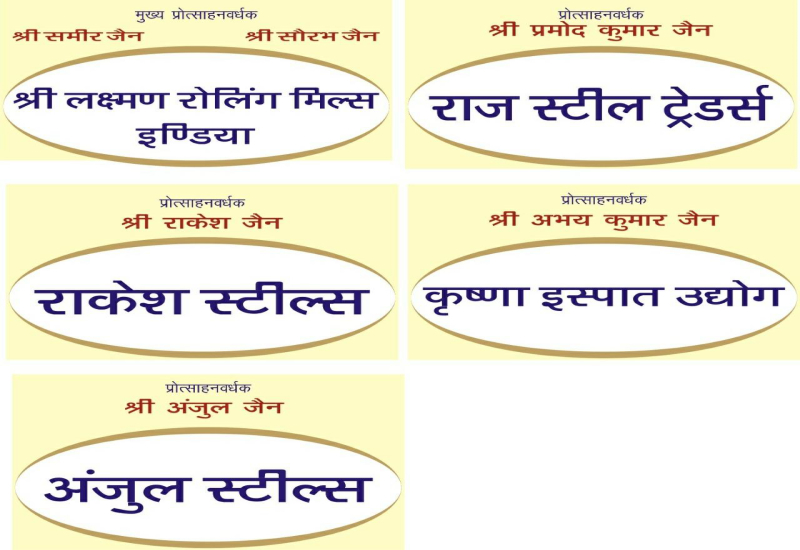 मुख्य प्रोत्साहनवर्धक
श्री समीर जैन श्री सौरभ जैन
श्री लक्ष्मण रोलिंग मिल्स
इण्डिया
प्रोत्साहनवर्धक
श्री प्रमोद कुमार जैन
राज स्टील ट्रेडर्स
प्रोत्साहनवर्धक
श्री राकेश जैन
राकेश स्टील्स
प्रोत्साहनवर्धक
श्री अभय कुमार जैन
कृष्णा इस्पात उद्योग
प्रोत्साहनवर्धक
श्री अंजुल जैन
अंजुल स्टील्स